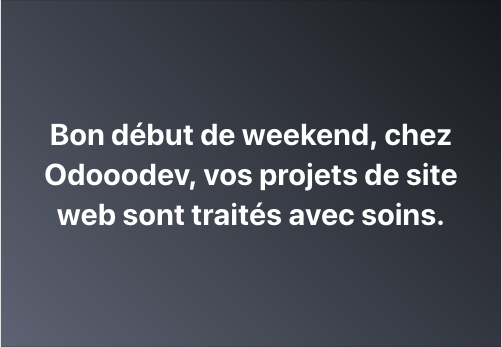 Bon début de weekend, chez
Odooodev, vos projets de site
web sont traités avec soins.